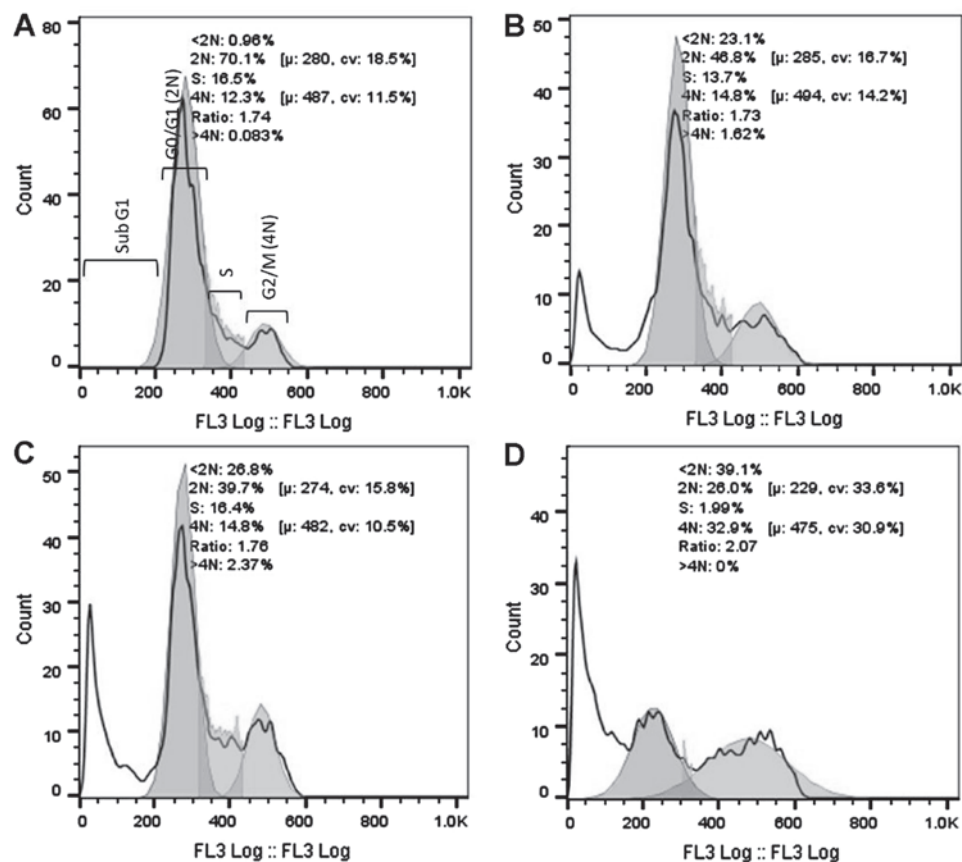 A
80
60
40
20
0
Count
<2N: 0.96%
2N: 70.1% [μ: 280, cv: 18.5%]
S: 16.5%
4N: 12.3% [μ: 487, cv: 11.5%]
Ratio: 1.74
>4N: 0.083%
Sub G1
G0/G1 (2N)
S
G2/M (4N)
0 200 400 600 800 1.0K
FL3 Log :: FL3 Log
B
50
40
30
20
10
0
Count
<2N: 23.1%
2N: 46.8% [μ: 285, cv: 16.7%]
S: 13.7%
4N: 14.8% [μ: 494, cv: 14.2%]
Ratio: 1.73
>4N: 1.62%
0 200 400 600 800 1.0K
FL3 Log :: FL3 Log
C
50
40
30
20
10
0
Count
<2N: 26.8%
2N: 39.7% [μ: 274, cv: 15.8%]
S: 16.4%
4N: 14.8% [μ: 482, cv: 10.5%]
Ratio: 1.76
>4N: 2.37%
0 200 400 600 800 1.0K
FL3 Log :: FL3 Log
D
40
30
20
10
0
Count
<2N: 39.1%
2N: 26.0% [μ: 229, cv: 33.6%]
S: 1.99%
4N: 32.9% [μ: 475, cv: 30.9%]
Ratio: 2.07
>4N: 0%
0 200 400 600 800 1.0K
FL3 Log :: FL3 Log